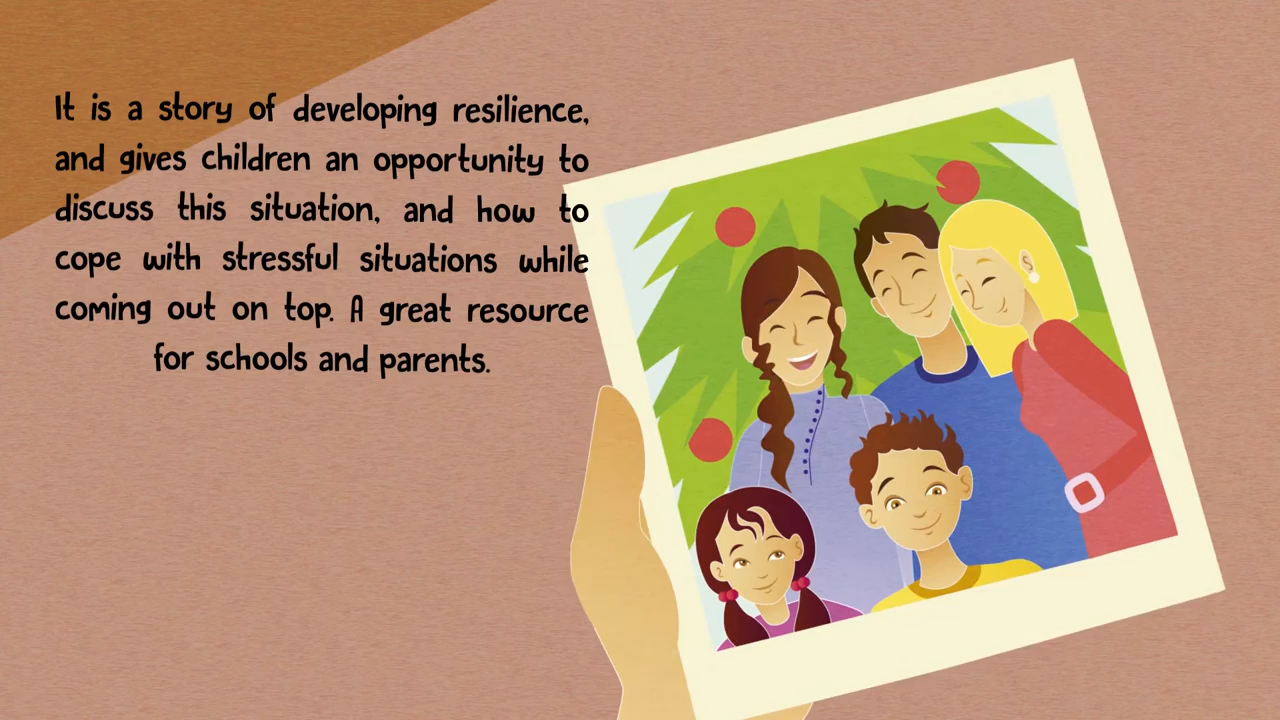 It is a story of developing resilience,
and gives children an opportunity to
discuss this situation, and how to
cope with stressful situations while
coming out on top. A great resource
for schools and parents.